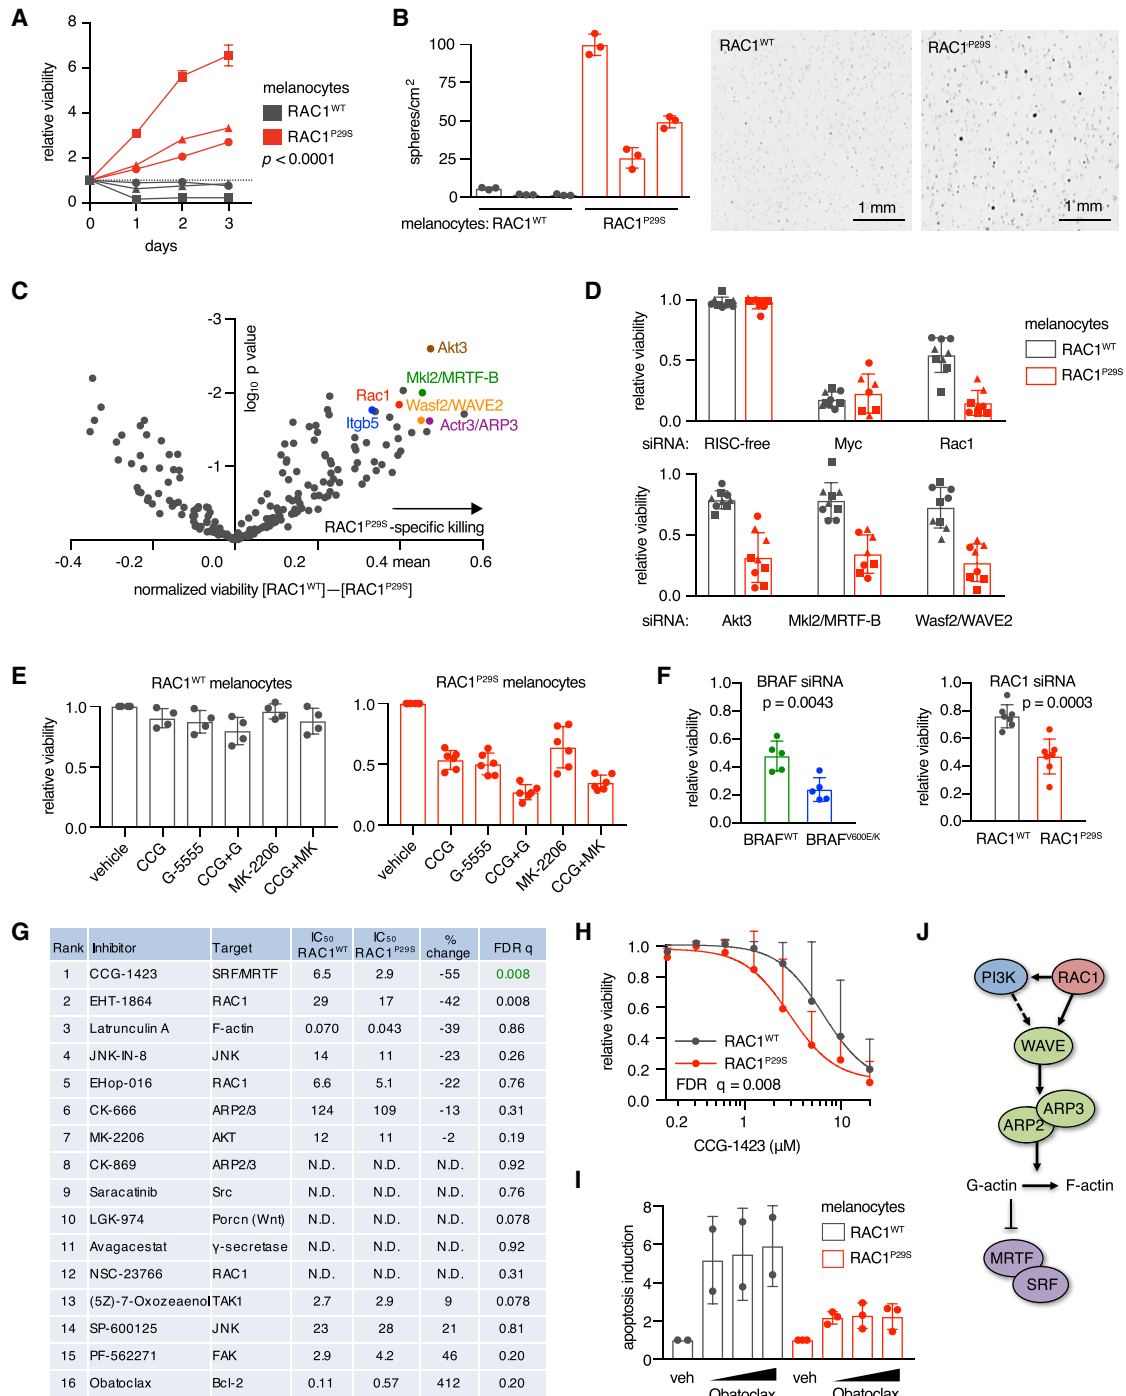 A
relative viability
8
6
4
2
1
0
0 1 2 3
days
melanocytes
RAC1WT
RAC1P29S
p < 0.0001
B
spheres/cm2
100
75
50
25
0
melanocytes: RAC1WT
RAC1P29S
RAC1WT
1 mm
RAC1P29S
1 mm
C
-3
-2
-1
log10 p value
Akt3
Mkl2/MRTF-B
Rac1
Wasf2/WAVE2
Itgb5
Actr3/ARP3
RAC1P29S-specific killing
-0.4 -0.2 0.0 0.2 0.4 0.6
mean
normalized viability [RAC1WT]—[RAC1P29S]
D
relative viability
1.0
0.5
0.0
siRNA: RISC-free Myc Rac1
melanocytes
RAC1WT
RAC1P29S
relative viability
1.0
0.5
0.0
siRNA: Akt3 Mkl2/MRTF-B Wasf2/WAVE2
E
RAC1WT melanocytes
relative viability
1.0
0.5
0.0
vehicle
CCG
G-5555
CCG+G
MK-2206
CCG+MK
RAC1P29S melanocytes
1.0
0.5
0.0
vehicle
CCG
G-5555
CCG+G
MK-2206
CCG+MK
F
BRAF siRNA
p = 0.0043
relative viability
1.0
0.8
0.6
0.4
0.2
0.0
BRAFWT BRAFV600E/K
RAC1 siRNA
p = 0.0003
relative viability
1.0
0.8
0.6
0.4
0.2
0.0
RAC1WT RAC1P29S
G
Rank Inhibitor Target IC50 RAC1WT IC50 RAC1P29S % change FDR q
1 CCG-1423 SRF/MRTF 6.5 2.9 -55 0.008
2 EHT-1864 RAC1 29 17 -42 0.008
3 Latrunculin A F-actin 0.070 0.043 -39 0.86
4 JNK-IN-8 JNK 14 11 -23 0.26
5 EHop-016 RAC1 6.6 5.1 -22 0.76
6 CK-666 ARP2/3 124 109 -13 0.31
7 MK-2206 AKT 12 11 -2 0.19
8 CK-869 ARP2/3 N.D. N.D. N.D. 0.92
9 Saracatinib Src N.D. N.D. N.D. 0.76
10 LGK-974 Porcn (Wnt) N.D. N.D. N.D. 0.078
11 Avagacestat γ-secretase N.D. N.D. N.D. 0.92
12 NSC-23766 RAC1 N.D. N.D. N.D. 0.31
13 (5Z)-7-Oxozeaenol TAK1 2.7 2.9 9 0.078
14 SP-600125 JNK 23 28 21 0.81
15 PF-562271 FAK 2.9 4.2 46 0.20
16 Obatoclax Bcl-2 0.11 0.57 412 0.20
H
relative viability
1.0
0.8
0.6
0.4
0.2
0.0
RAC1WT
RAC1P29S
FDR q = 0.008
0.2 1 10
CCG-1423 (μM)
I
apoptosis induction
8
6
4
2
0
melanocytes
RAC1WT
RAC1P29S
veh veh
Obatoclax Obatoclax
J
PI3K RAC1
WAVE
ARP3
ARP2
G-actin F-actin
MRTF
SRF